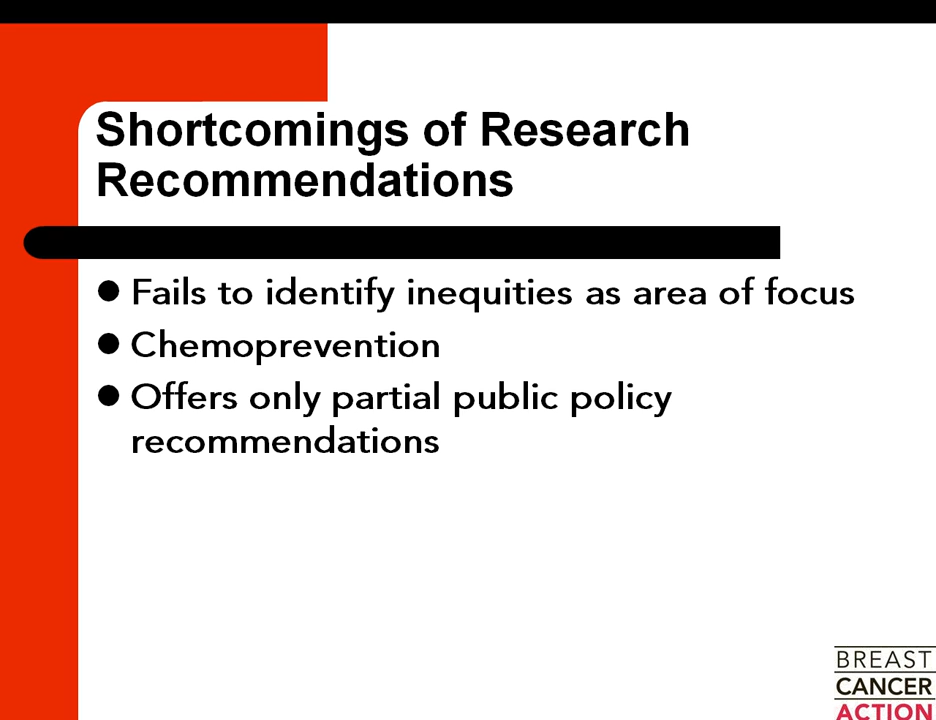 Shortcomings of Research
Recommendations
● Fails to identify inequities as area of focus
● Chemoprevention
● Offers only partial public policy
recommendations
BREAST
CANCER
ACTION